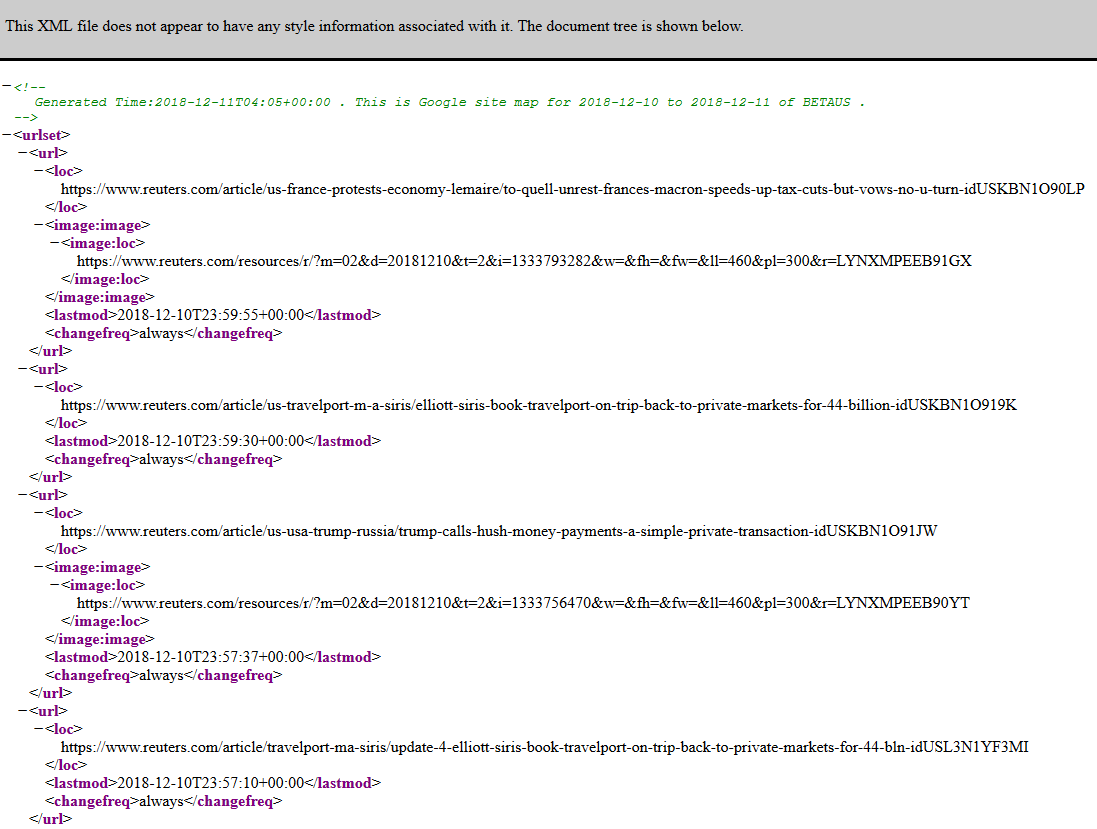 This XML file does not appear to have any style information associated with it. The document tree is shown below.
−<!--
Generated Time:2018-12-11T04:05+00:00 . This is Google site map for 2018-12-10 to 2018-12-11 of BETAUS .
-->
−<urlset>
−<url>
−<loc>
https://www.reuters.com/article/us-france-protests-economy-lemaire/to-quell-unrest-frances-macron-speeds-up-tax-cuts-but-vows-no-u-turn-idUSKBN1O90LP
</loc>
−<image:image>
−<image:loc>
https://www.reuters.com/resources/r/?m=02&d=20181210&t=2&i=1333793282&w=&fh=&fw=&ll=460&pl=300&r=LYNXMPEEB91GX
</image:loc>
</image:image>
<lastmod>2018-12-10T23:59:55+00:00</lastmod>
<changefreq>always</changefreq>
</url>
−<url>
−<loc>
https://www.reuters.com/article/us-travelport-m-a-siris/elliott-siris-book-travelport-on-trip-back-to-private-markets-for-44-billion-idUSKBN1O919K
</loc>
<lastmod>2018-12-10T23:59:30+00:00</lastmod>
<changefreq>always</changefreq>
</url>
−<url>
−<loc>
https://www.reuters.com/article/us-usa-trump-russia/trump-calls-hush-money-payments-a-simple-private-transaction-idUSKBN1O91JW
</loc>
−<image:image>
−<image:loc>
https://www.reuters.com/resources/r/?m=02&d=20181210&t=2&i=1333756470&w=&fh=&fw=&ll=460&pl=300&r=LYNXMPEEB90YT
</image:loc>
</image:image>
<lastmod>2018-12-10T23:57:37+00:00</lastmod>
<changefreq>always</changefreq>
</url>
−<url>
−<loc>
https://www.reuters.com/article/travelport-ma-siris/update-4-elliott-siris-book-travelport-on-trip-back-to-private-markets-for-44-bln-idUSL3N1YF3MI
</loc>
<lastmod>2018-12-10T23:57:10+00:00</lastmod>
<changefreq>always</changefreq>
</url>